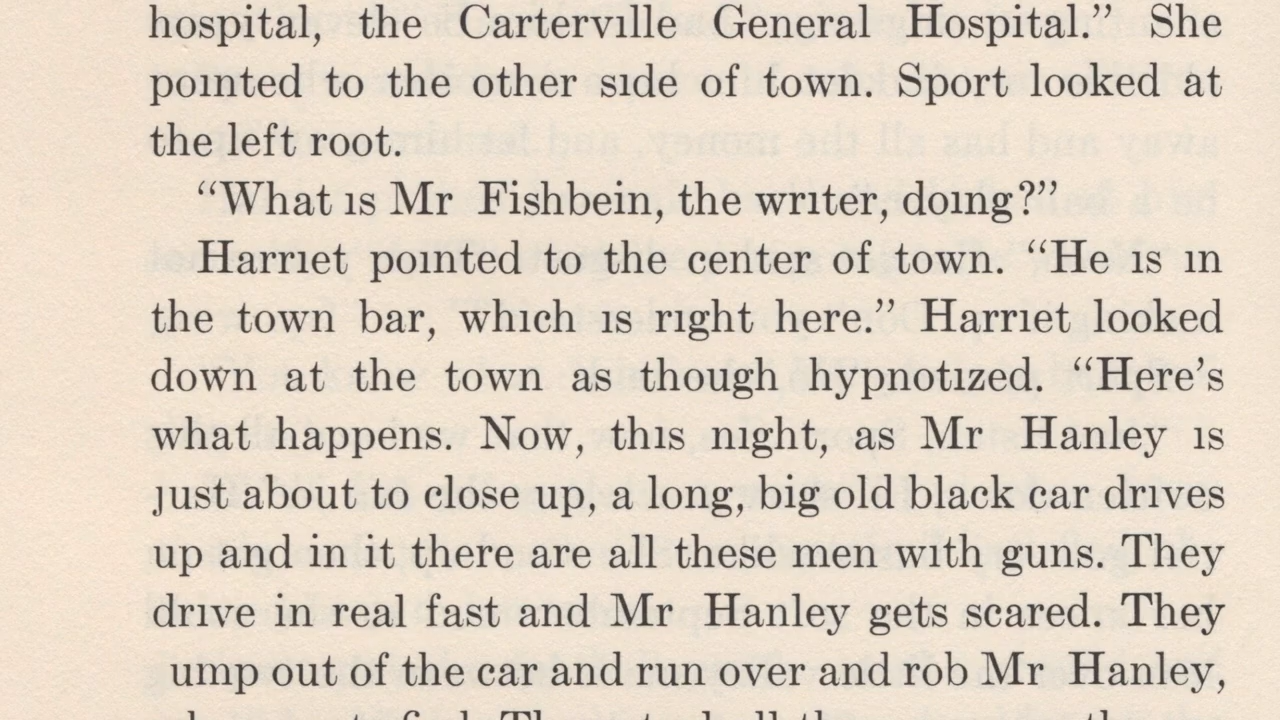 hospital, the Carterville General Hospital.” She
pointed to the other side of town. Sport looked at
the left root.
“What is Mr Fishbein, the writer, doing?”
Harriet pointed to the center of town. “He is in
the town bar, which is right here.” Harriet looked
down at the town as though hypnotized. “Here’s
what happens. Now, this night, as Mr Hanley is
just about to close up, a long, big old black car drives
up and in it there are all these men with guns. They
drive in real fast and Mr Hanley gets scared. They
ump out of the car and run over and rob Mr Hanley,